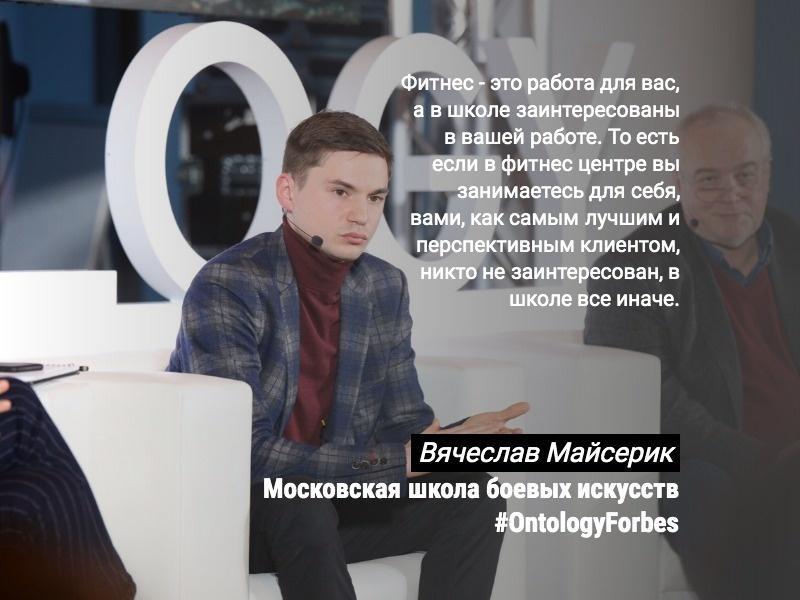 OGY
Фитнес - это работа для вас,
а в школе заинтересованы
в вашей работе. То есть
если в фитнес центре вы
занимаетесь для себя,
вами, как самым лучшим и
перспективным клиентом,
никто не заинтересован, в
школе все иначе.
Вячеслав Майсерик
Московская школа боевых искусств
#OntologyForbes